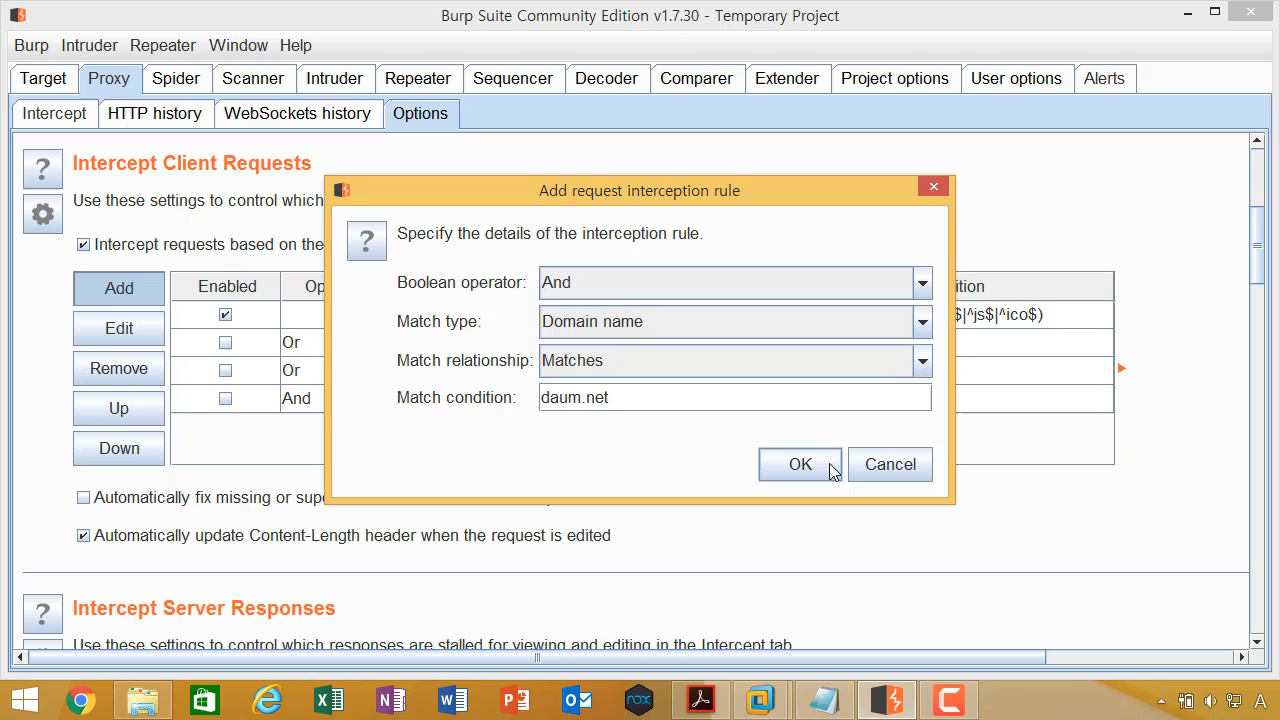 Burp Suite Community Edition v1.7.30 - Temporary Project
Burp Intruder Repeater Window Help
Target Proxy Spider Scanner Intruder Repeater Sequencer Decoder Comparer Extender Project options User options Alerts
Intercept HTTP history WebSockets history Options
? Intercept Client Requests
Use these settings to control which
Intercept requests based on the
Add Enabled Op
Edit Or
Remove Or
Up And
Down
$|^js$|^ico$)
Add request interception rule
? Specify the details of the interception rule.
Boolean operator: And
Match type: Domain name
Match relationship: Matches
Match condition: daum.net
OK Cancel
Automatically fix missing or
Automatically update Content-Length header when the request is edited
? Intercept Server Responses
Use these settings to control which responses are stalled for viewing and editing in the Intercept tab.
nox
A